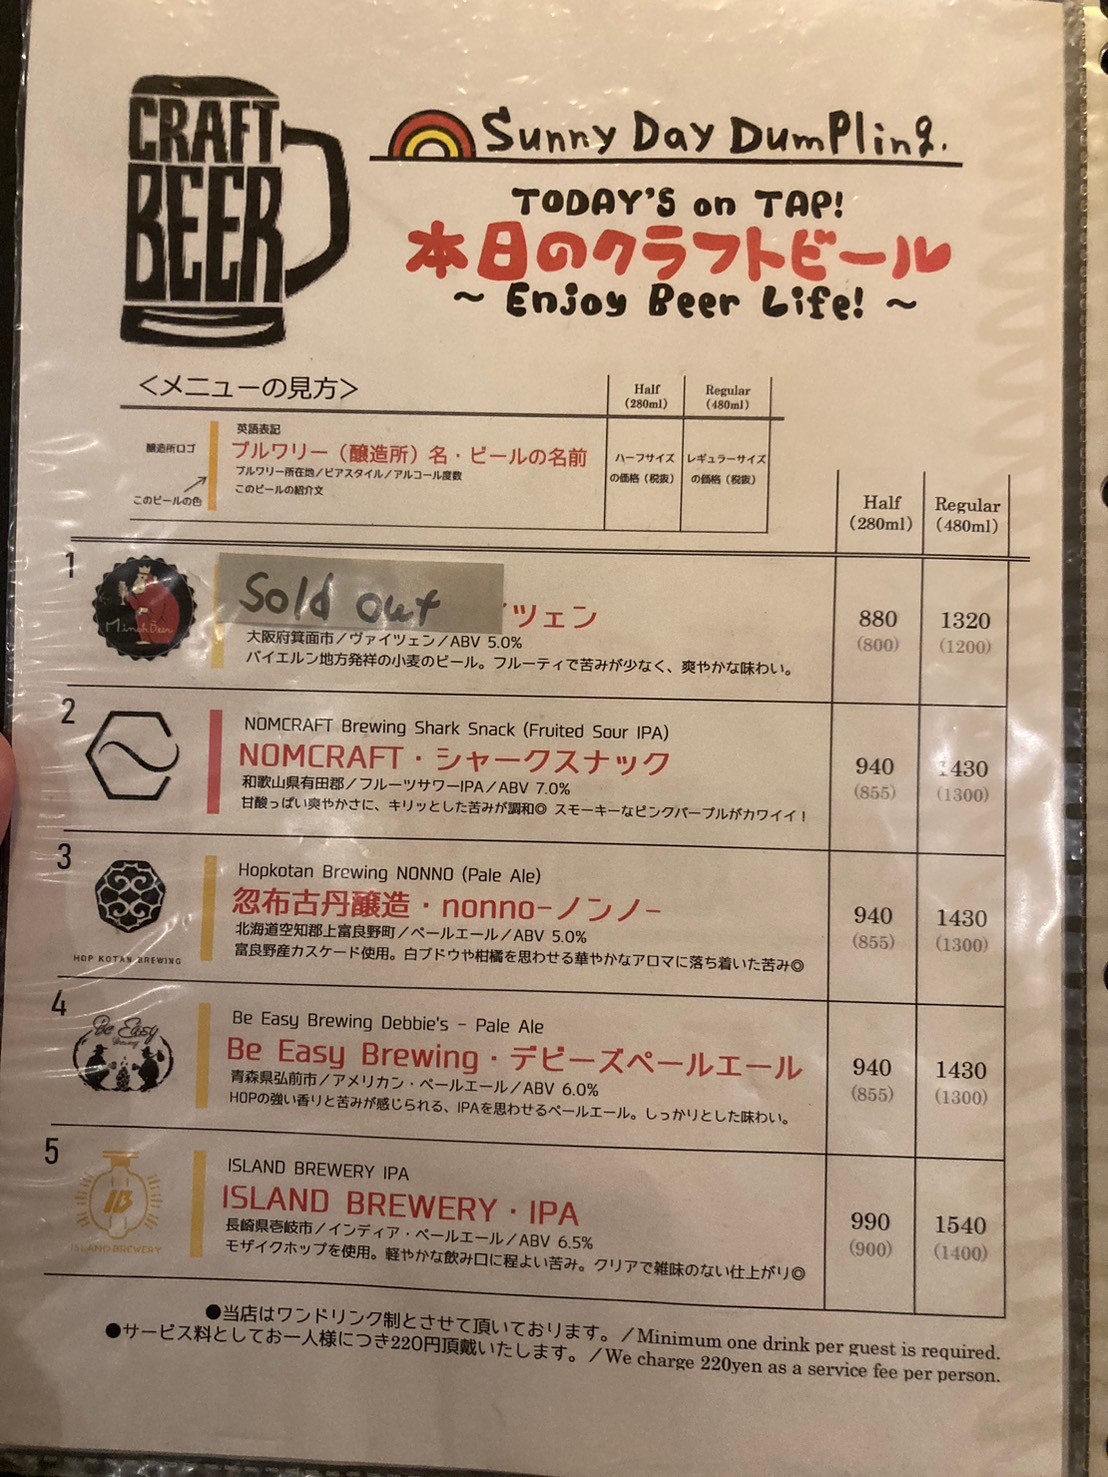 CRAFT
BEER
Sunny Day Dumpling.
TODAY'S on TAP!
本日のクラフトビール
~ Enjoy Beer Life! ~
<メニューの見方>
Half
(280ml)
Regular
(480ml)
醸造所ロゴ
このビールの色
英語表記
ブルワリー（醸造所）名・ビールの名前
ブルワリー所在地/ビアスタイル/アルコール度数
このビールの紹介文
ハーフサイズ
の価格（税抜）
レギュラーサイズ
の価格（税抜）
Half
(280ml)
Regular
(480ml)
1
Minoh Beer
Sold out
ツェン
大阪府箕面市/ヴァイツェン/ABV 5.0%
バイエルン地方発祥の小麦のビール。フルーティで苦みが少なく、爽やかな味わい。
880
(800)
1320
(1200)
2
NOMCRAFT Brewing Shark Snack (Fruited Sour IPA)
NOMCRAFT・シャークスナック
和歌山県有田郡/フルーツサワーIPA/ABV 7.0%
甘酸っぱい爽やかさに、キリッとした苦みが調和◎ スモーキーなピンクパープルがカワイイ！
940
(855)
1430
(1300)
3
HOP KOTAN BREWING
Hopkotan Brewing NONNO (Pale Ale)
忽布古丹醸造・nonno-ノンノ-
北海道空知郡上富良野町/ペールエール/ABV 5.0%
富良野産カスケード使用。白ブドウや柑橘を思わせる華やかなアロマに落ち着いた苦み◎
940
(855)
1430
(1300)
4
Be Easy
Brewing
Be Easy Brewing Debbie's - Pale Ale
Be Easy Brewing・デビーズペールエール
青森県弘前市/アメリカン・ペールエール/ABV 6.0%
HOPの強い香りと苦みが感じられる、IPAを思わせるペールエール。しっかりとした味わい。
940
(855)
1430
(1300)
5
IB
ISLAND BREWERY
ISLAND BREWERY IPA
ISLAND BREWERY・IPA
長崎県壱岐市/インディア・ペールエール/ABV 6.5%
モザイクホップを使用。軽やかな飲み口に程よい苦み。クリアで雑味のない仕上がり◎
990
(900)
1540
(1400)
●当店はワンドリンク制とさせて頂いております。/Minimum one drink per guest is required.
●サービス料としてお一人様につき220円頂戴いたします。/We charge 220yen as a service fee per person.